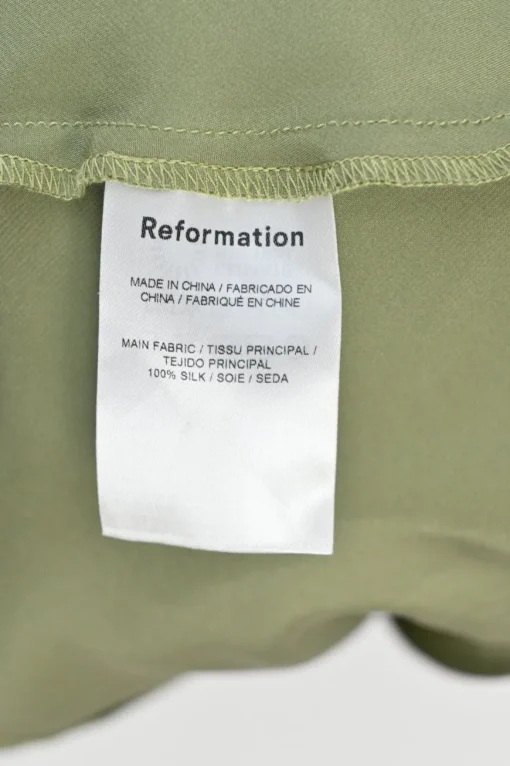 Reformation
MADE IN CHINA / FABRICADO EN
CHINA / FABRIQUÉ EN CHINE
MAIN FABRIC / TISSU PRINCIPAL /
TEJIDO PRINCIPAL
100% SILK / SOIE / SEDA